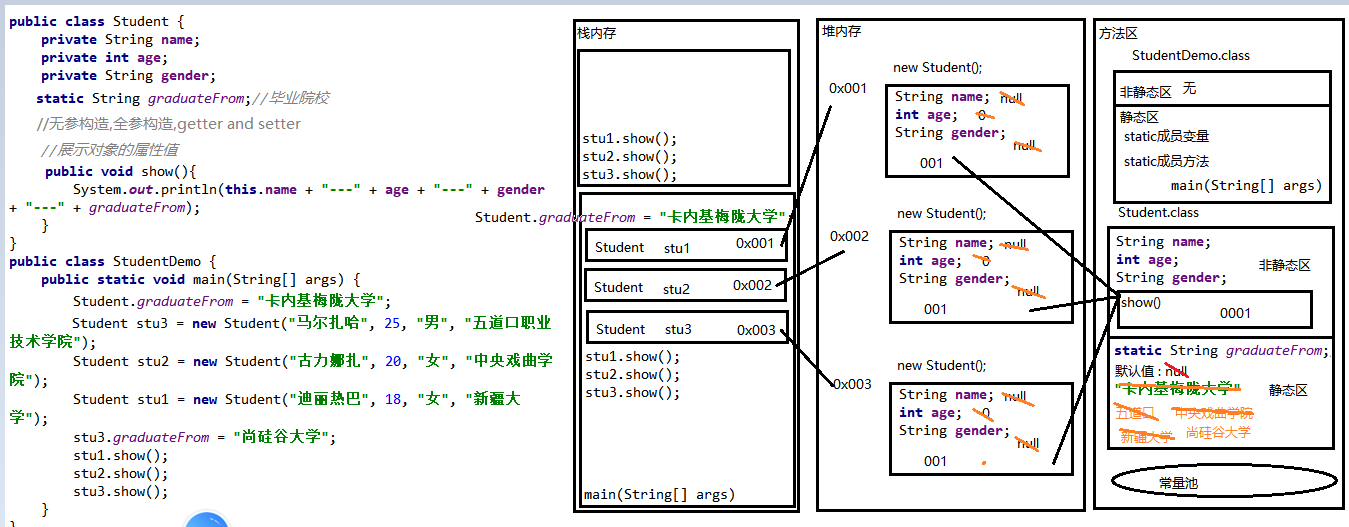 public class Student {
private String name;
private int age;
private String gender;
static String graduateFrom;//毕业院校
//无参构造,全参构造,getter and setter
//展示对象的属性值
public void show(){
System.out.println(this.name + "---" + age + "---" + gender
+ "---" + graduateFrom);
}
}
public class StudentDemo {
public static void main(String[] args) {
Student.graduateFrom = "卡内基梅陇大学";
Student stu3 = new Student("马尔扎哈", 25, "男", "五道口职业
技术学院");
Student stu2 = new Student("古力娜扎", 20, "女", "中央戏曲学
院");
Student stu1 = new Student("迪丽热巴", 18, "女", "新疆大
学");
stu3.graduateFrom = "尚硅谷大学";
stu1.show();
stu2.show();
stu3.show();
}
}
栈内存
stu1.show();
stu2.show();
stu3.show();
Student.graduateFrom = "卡内基梅陇大学";
Student stu1 0x001
Student stu2 0x002
Student stu3 0x003
stu1.show();
stu2.show();
stu3.show();
main(String[] args)
堆内存
0x001
new Student();
String name; null
int age; 0
String gender;
null
001
0x002
new Student();
String name; null
int age; 0
String gender;
null
001
0x003
new Student();
String name; null
int age; 0
String gender;
null
001
方法区
StudentDemo.class
非静态区 无
静态区
static成员变量
static成员方法
main(String[] args)
Student.class
String name;
int age;
String gender;
非静态区
show()
0001
static String graduateFrom;
默认值：null
"卡内基梅陇大学"
静态区
五道口 中央戏曲学院
新疆大学 尚硅谷大学
常量池